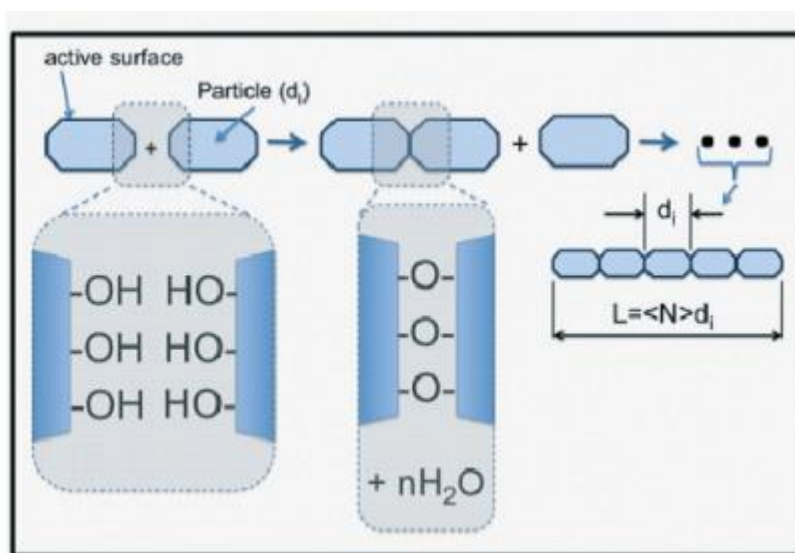 active surface
Particle (dᵢ)
+
+
dᵢ
L≡<N>dᵢ
-OH HO-
-OH HO-
-OH HO-
-O-
-O-
-O-
+ nH₂O